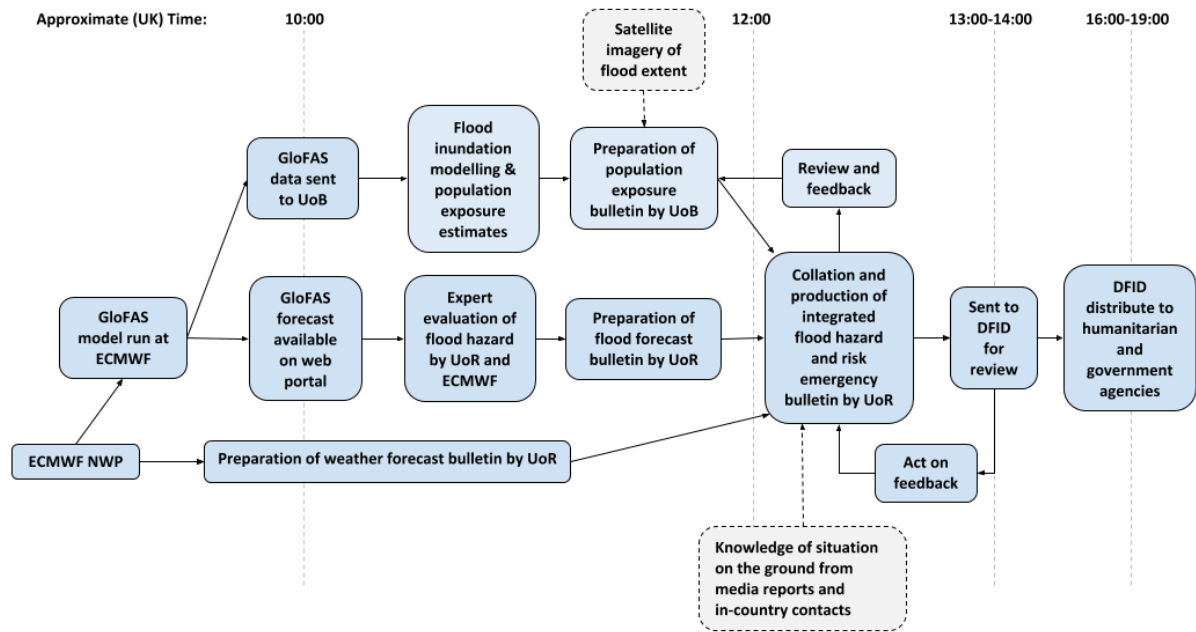 Approximate (UK) Time:
10:00
12:00
13:00-14:00
16:00-19:00
Satellite
imagery of
flood extent
GloFAS
data sent
to UoB
Flood
inundation
modelling &
population
exposure
estimates
Preparation of
population
exposure
bulletin by UoB
Review and
feedback
GloFAS
model run at
ECMWF
GloFAS
forecast
available
on web
portal
Expert
evaluation of
flood hazard
by UoR and
ECMWF
Preparation of
flood forecast
bulletin by UoR
Collation and
production of
integrated
flood hazard
and risk
emergency
bulletin by UoR
Sent to
DFID for
review
DFID
distribute to
humanitarian
and
government
agencies
ECMWF NWP
Preparation of weather forecast bulletin by UoR
Act on
feedback
Knowledge of situation
on the ground from
media reports and
in-country contacts